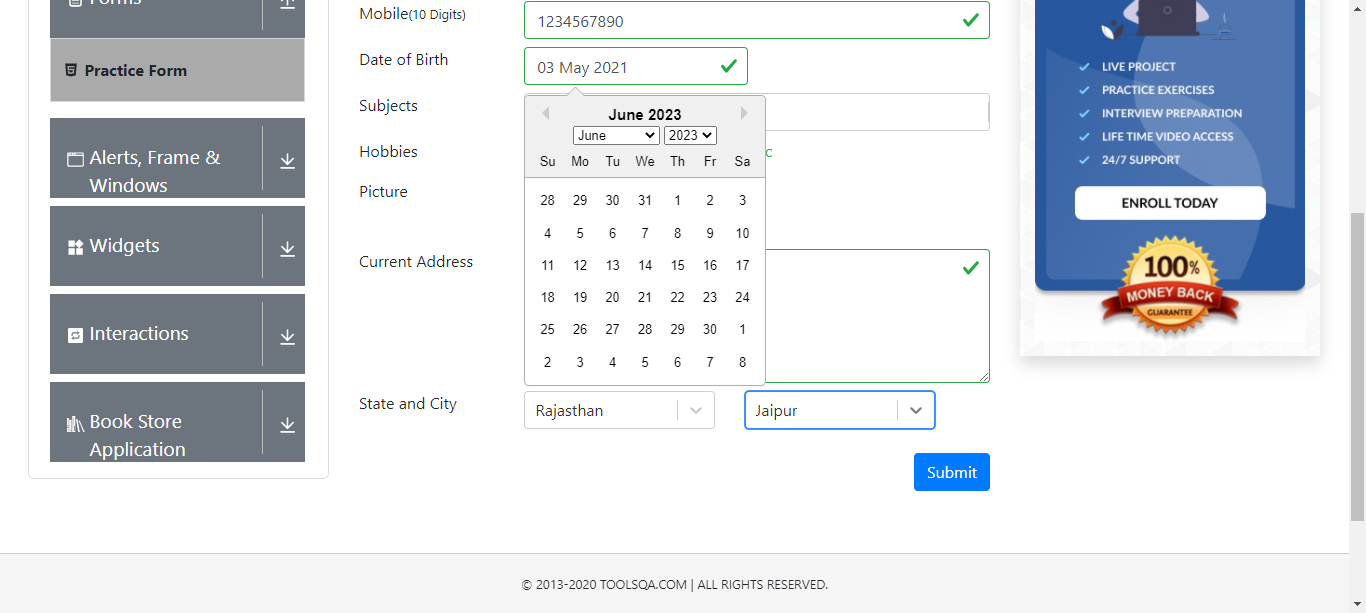 Forms
Practice Form
Alerts, Frame &
Windows
Widgets
Interactions
Book Store
Application
Mobile(10 Digits)
1234567890
Date of Birth
03 May 2021
Subjects
June 2023
June
2023
Su Mo Tu We Th Fr Sa
28 29 30 31 1 2 3
4 5 6 7 8 9 10
11 12 13 14 15 16 17
18 19 20 21 22 23 24
25 26 27 28 29 30 1
2 3 4 5 6 7 8
Hobbies
c
Picture
Current Address
State and City
Rajasthan
Jaipur
Submit
LIVE PROJECT
PRACTICE EXERCISES
INTERVIEW PREPARATION
LIFE TIME VIDEO ACCESS
24/7 SUPPORT
ENROLL TODAY
100%
MONEY BACK
GUARANTEE
© 2013-2020 TOOLSQA.COM | ALL RIGHTS RESERVED.